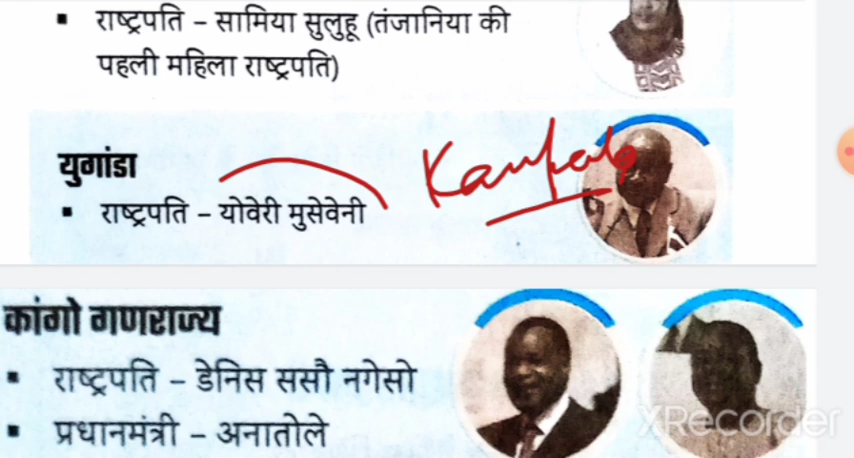 ▪ राष्ट्रपति – सामिया सुलुहू (तंजानिया की
पहली महिला राष्ट्रपति)
युगांडा
Kampala
▪ राष्ट्रपति – योवेरी मुसेवेनी
कांगो गणराज्य
▪ राष्ट्रपति – डेनिस ससौ नगेसो
▪ प्रधानमंत्री – अनातोले
XRecorder